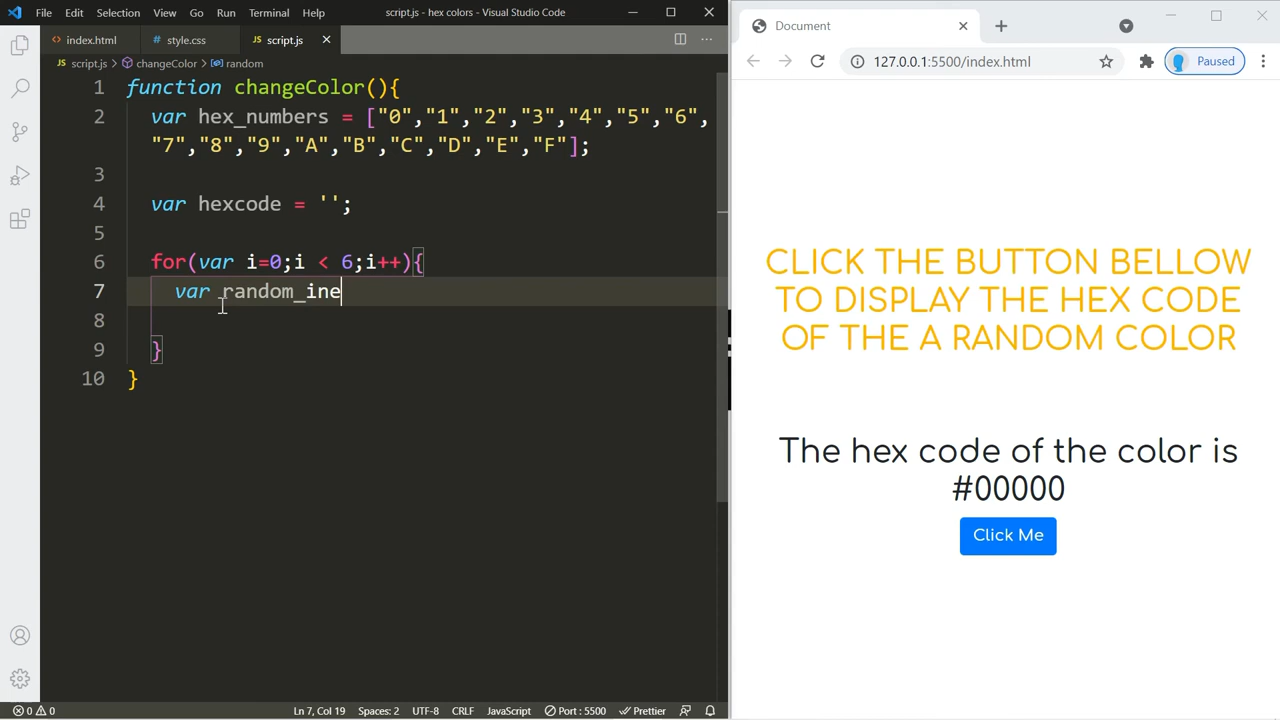 File Edit Selection View Go Run Terminal Help script.js - hex colors - Visual Studio Code
index.html style.css script.js
script.js > changeColor > random
1 function changeColor(){
2 var hex_numbers = ["0","1","2","3","4","5","6",
"7","8","9","A","B","C","D","E","F"];
3
4 var hexcode = '';
5
6 for(var i=0;i < 6;i++){
7 var random_ine
8
9 }
10 }
0 0 Ln 7, Col 19 Spaces: 2 UTF-8 CRLF JavaScript Port : 5500 Prettier
Document
127.0.0.1:5500/index.html Paused
CLICK THE BUTTON BELLOW
TO DISPLAY THE HEX CODE
OF THE A RANDOM COLOR
The hex code of the color is
#00000
Click Me